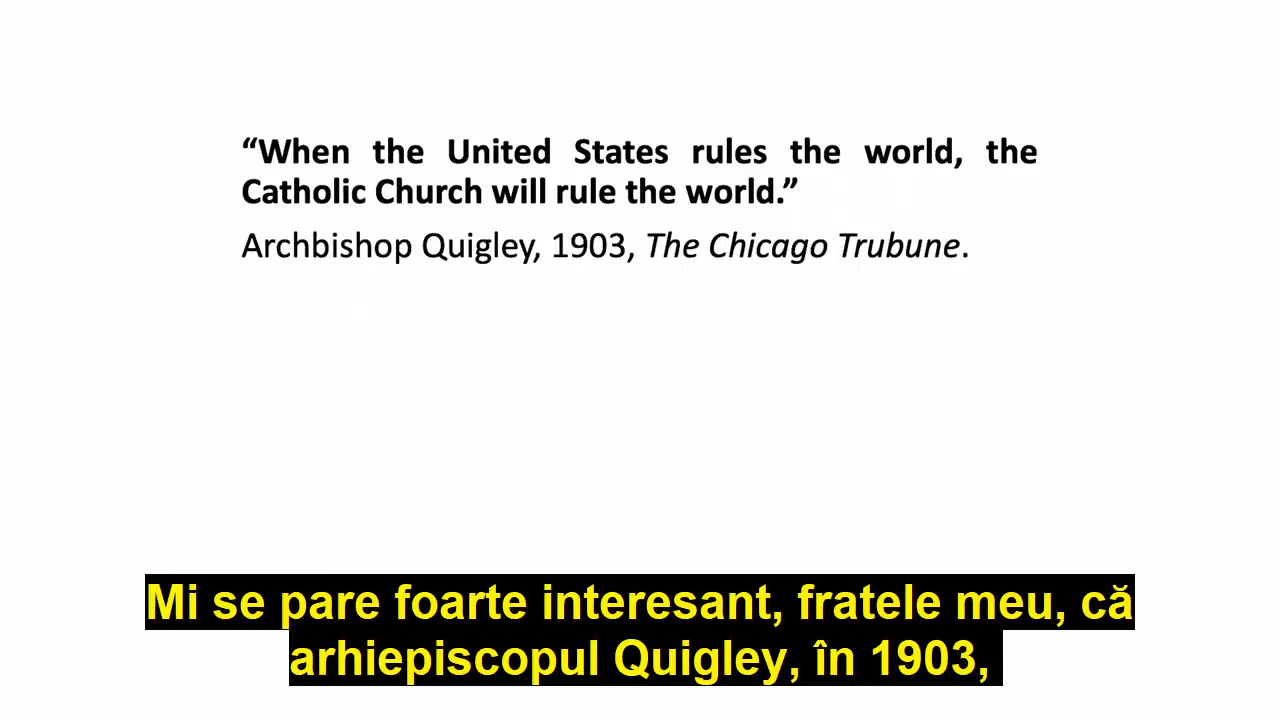 “When the United States rules the world, the
Catholic Church will rule the world.”
Archbishop Quigley, 1903, The Chicago Trubune.
Mi se pare foarte interesant, fratele meu, că
arhiepiscopul Quigley, în 1903,